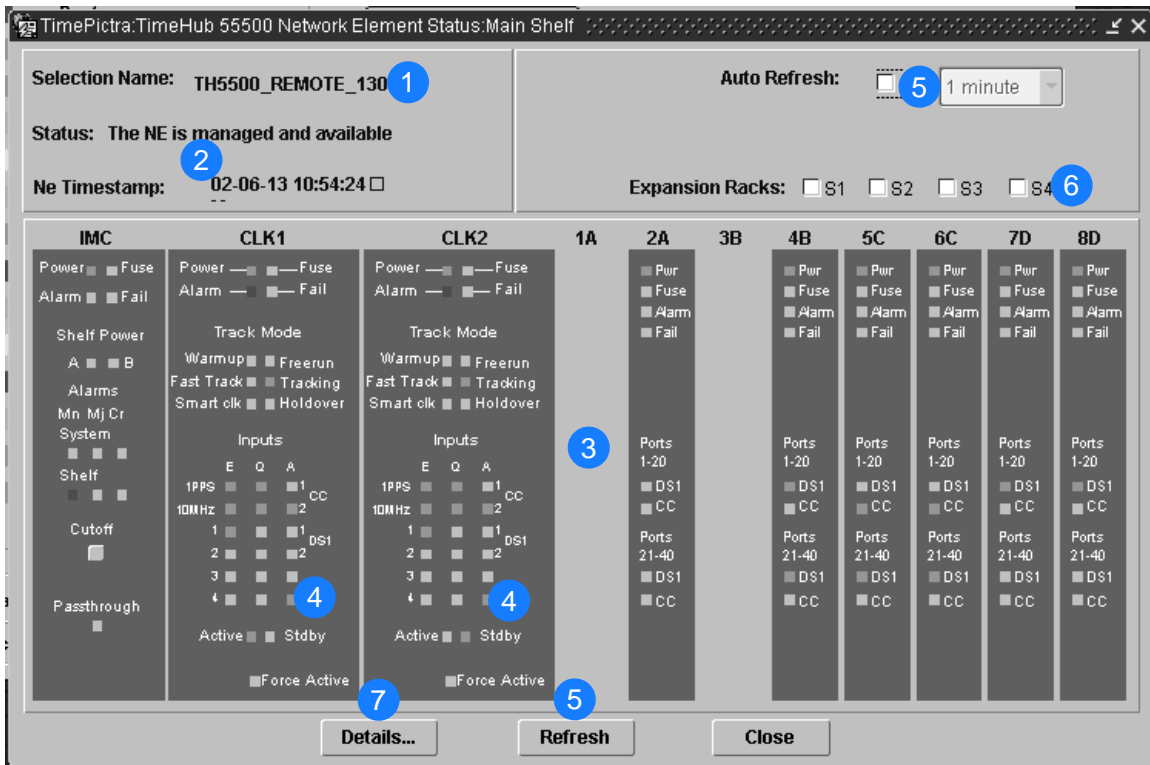 TimePictra:TimeHub 55500 Network Element Status:Main Shelf
Selection Name: TH5500_REMOTE_130 1
Auto Refresh: 5 1 minute
Status: The NE is managed and available
2
Ne Timestamp: 02-06-13 10:54:24
Expansion Racks: S1 S2 S3 S4 6
IMC CLK1 CLK2 1A 2A 3B 4B 5C 6C 7D 8D
Power Fuse
Alarm Fail
Shelf Power
A B
Alarms
Mn Mj Cr
System
Shelf
Cutoff
Passthrough
Power Fuse
Alarm Fail
Track Mode
Warmup Freerun
Fast Track Tracking
Smart clk Holdover
Inputs
E Q A
1PPS 1
CC
10MHz 2
1 1
DS1
2 2
3
4 4
Active Stdby
Force Active
Power Fuse
Alarm Fail
Track Mode
Warmup Freerun
Fast Track Tracking
Smart clk Holdover
Inputs
E Q A
1PPS 1
CC
10MHz 2
1 1
DS1
2 2
3
4 4
Active Stdby
Force Active
3
Pwr
Fuse
Alarm
Fail
Ports
1-20
DS1
CC
Ports
21-40
DS1
CC
Pwr
Fuse
Alarm
Fail
Ports
1-20
DS1
CC
Ports
21-40
DS1
CC
Pwr
Fuse
Alarm
Fail
Ports
1-20
DS1
CC
Ports
21-40
DS1
CC
Pwr
Fuse
Alarm
Fail
Ports
1-20
DS1
CC
Ports
21-40
DS1
CC
Pwr
Fuse
Alarm
Fail
Ports
1-20
DS1
CC
Ports
21-40
DS1
CC
Pwr
Fuse
Alarm
Fail
Ports
1-20
DS1
CC
Ports
21-40
DS1
CC
7 5
Details... Refresh Close